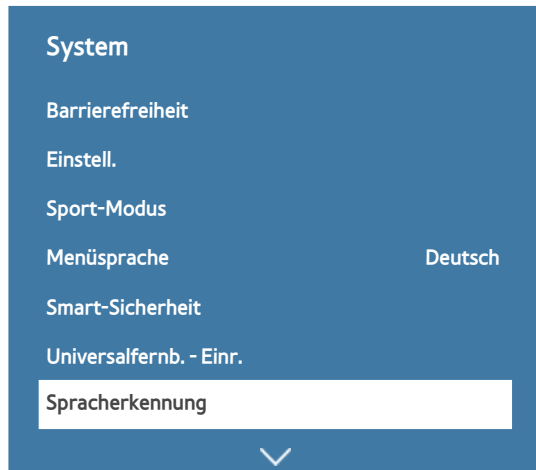 System
Barrierefreiheit
Einstell.
Sport-Modus
Menüsprache Deutsch
Smart-Sicherheit
Universalfernb. - Einr.
Spracherkennung